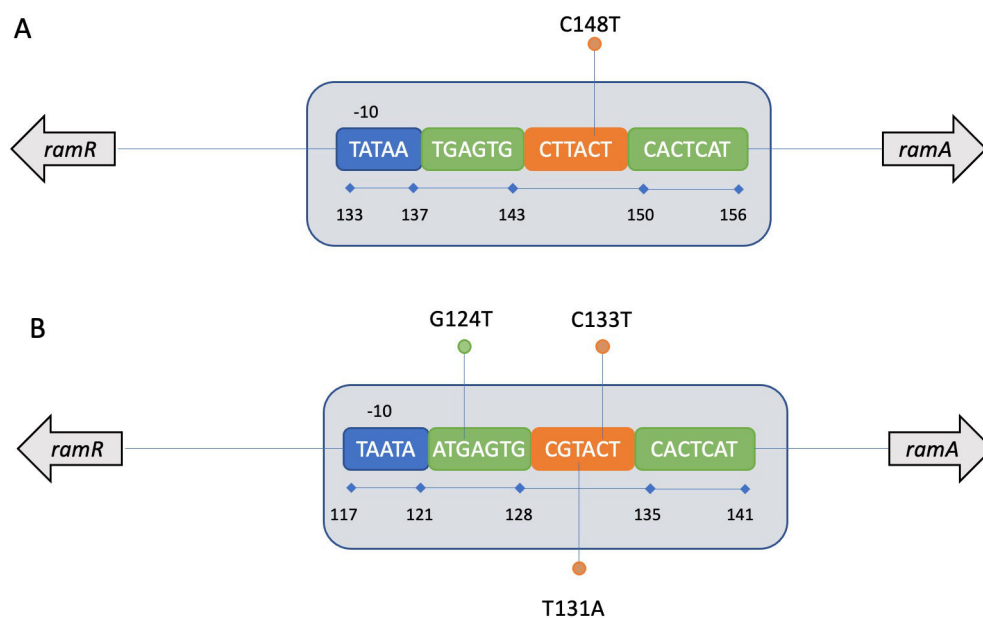 A
C148T
-10
ramR TATAA TGAGTG CTTACT CACTCAT ramA
133 137 143 150 156
B
G124T C133T
-10
ramR TAATA ATGAGTG CGTACT CACTCAT ramA
117 121 128 135 141
T131A